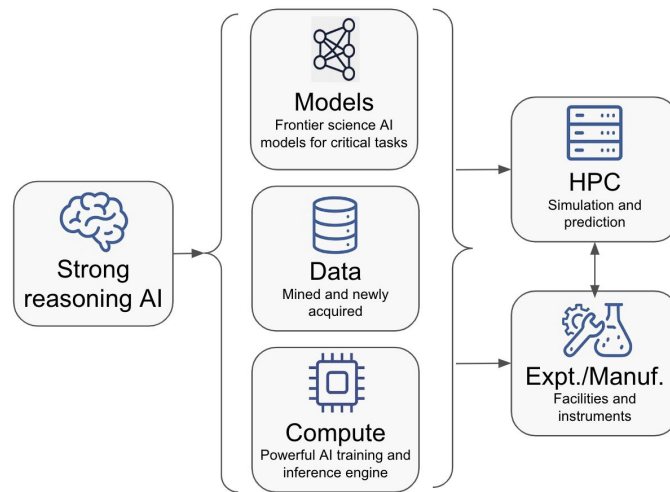 Strong
reasoning AI
Models
Frontier science AI
models for critical tasks
Data
Mined and newly
acquired
Compute
Powerful AI training and
inference engine
HPC
Simulation and
prediction
Expt./Manuf.
Facilities and
instruments